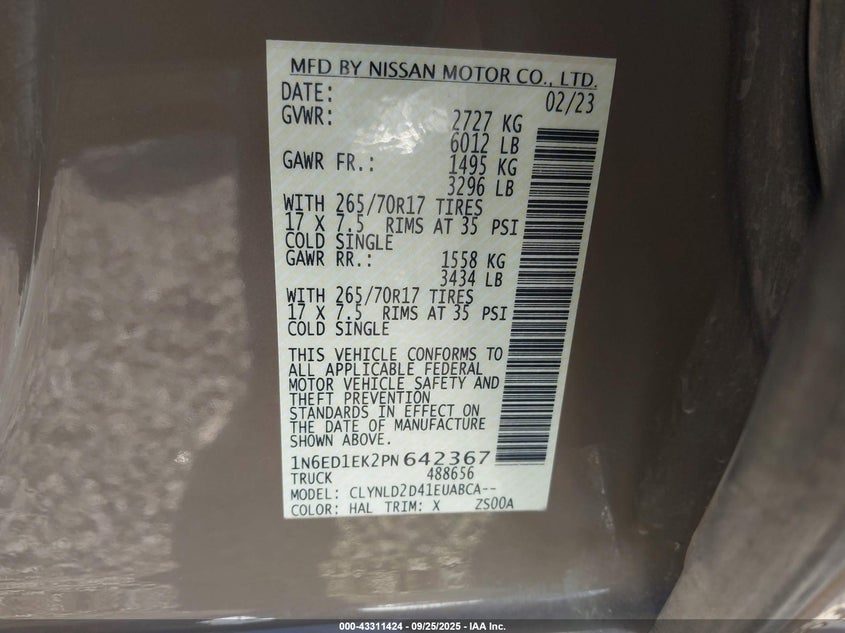 MFD BY NISSAN MOTOR CO., LTD.
DATE: 02/23
GVWR: 2727 KG
6012 LB
GAWR FR.: 1495 KG
3296 LB
WITH 265/70R17 TIRES
17 X 7.5 RIMS AT 35 PSI
COLD SINGLE
GAWR RR.: 1558 KG
3434 LB
WITH 265/70R17 TIRES
17 X 7.5 RIMS AT 35 PSI
COLD SINGLE
THIS VEHICLE CONFORMS TO
ALL APPLICABLE FEDERAL
MOTOR VEHICLE SAFETY AND
THEFT PREVENTION
STANDARDS IN EFFECT ON
THE DATE OF MANUFACTURE
SHOWN ABOVE.
1N6ED1EK2PN642367
TRUCK 488656
MODEL: CLYNLD2D41EUABCA--
COLOR: HAL TRIM: X ZS00A
000-43311424 - 09/25/2025 - IAA Inc.